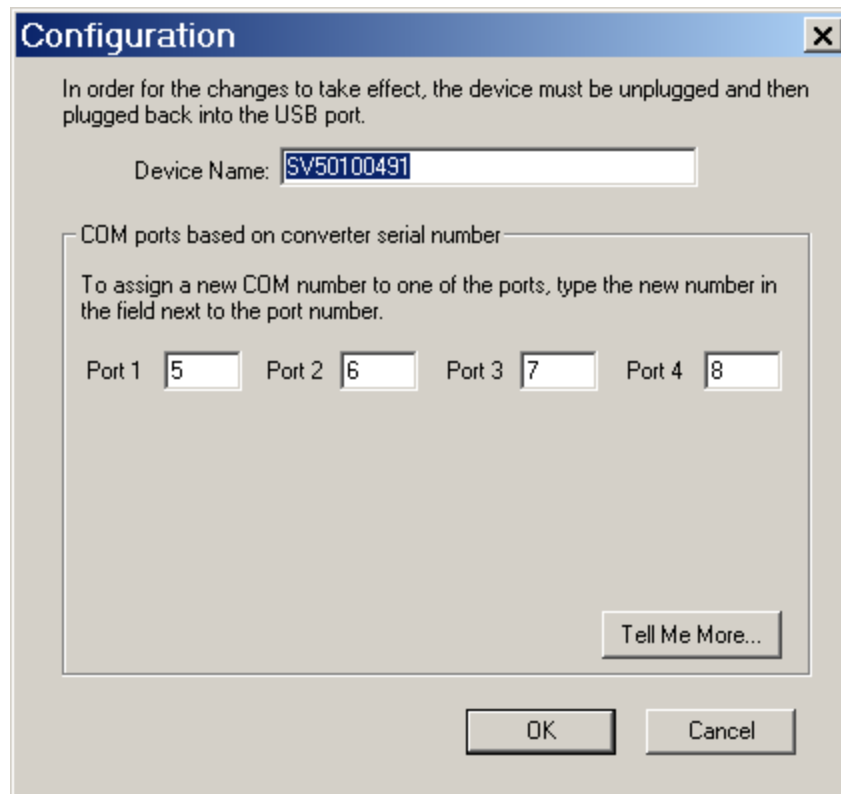 Configuration
In order for the changes to take effect, the device must be unplugged and then
plugged back into the USB port.
Device Name: SV50100491
COM ports based on converter serial number
To assign a new COM number to one of the ports, type the new number in
the field next to the port number.
Port 1 5 Port 2 6 Port 3 7 Port 4 8
Tell Me More...
OK Cancel